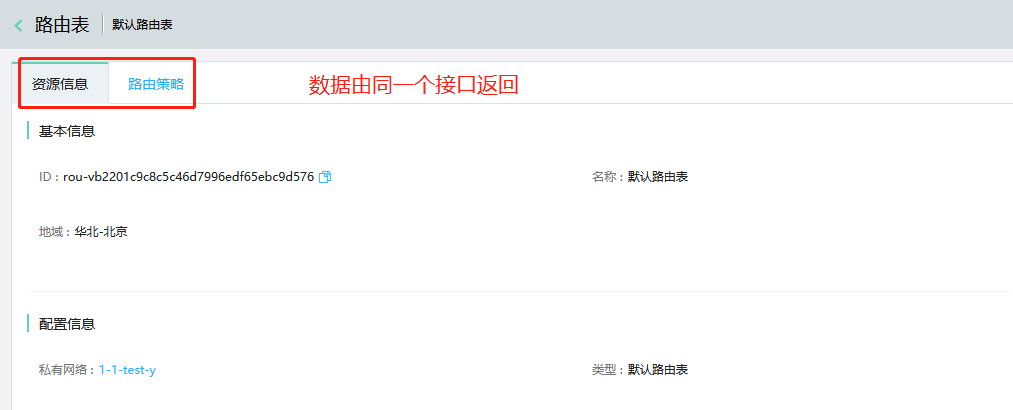 路由表 默认路由表
资源信息 路由策略 数据由同一个接口返回
基本信息
ID : rou-vb2201c9c8c5c46d7996edf65ebc9d576 名称 : 默认路由表
地域 : 华北-北京
配置信息
私有网络 : 1-1-test-y 类型 : 默认路由表